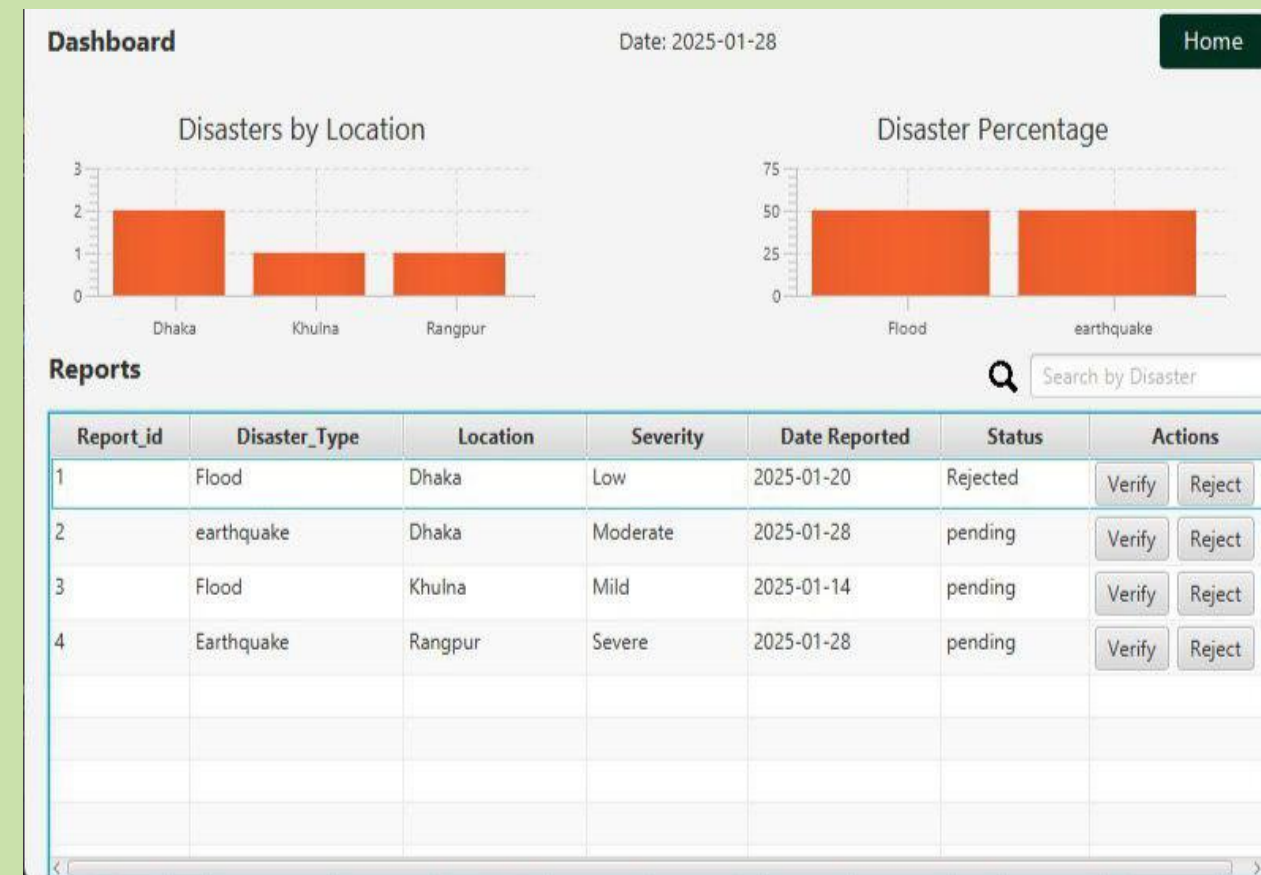 Dashboard Date: 2025-01-28 Home
Disasters by Location
3
2
1
0
Dhaka Khulna Rangpur
Disaster Percentage
75
50
25
0
Flood earthquake
Reports Search by Disaster
Report_id Disaster_Type Location Severity Date Reported Status Actions
1 Flood Dhaka Low 2025-01-20 Rejected Verify Reject
2 earthquake Dhaka Moderate 2025-01-28 pending Verify Reject
3 Flood Khulna Mild 2025-01-14 pending Verify Reject
4 Earthquake Rangpur Severe 2025-01-28 pending Verify Reject